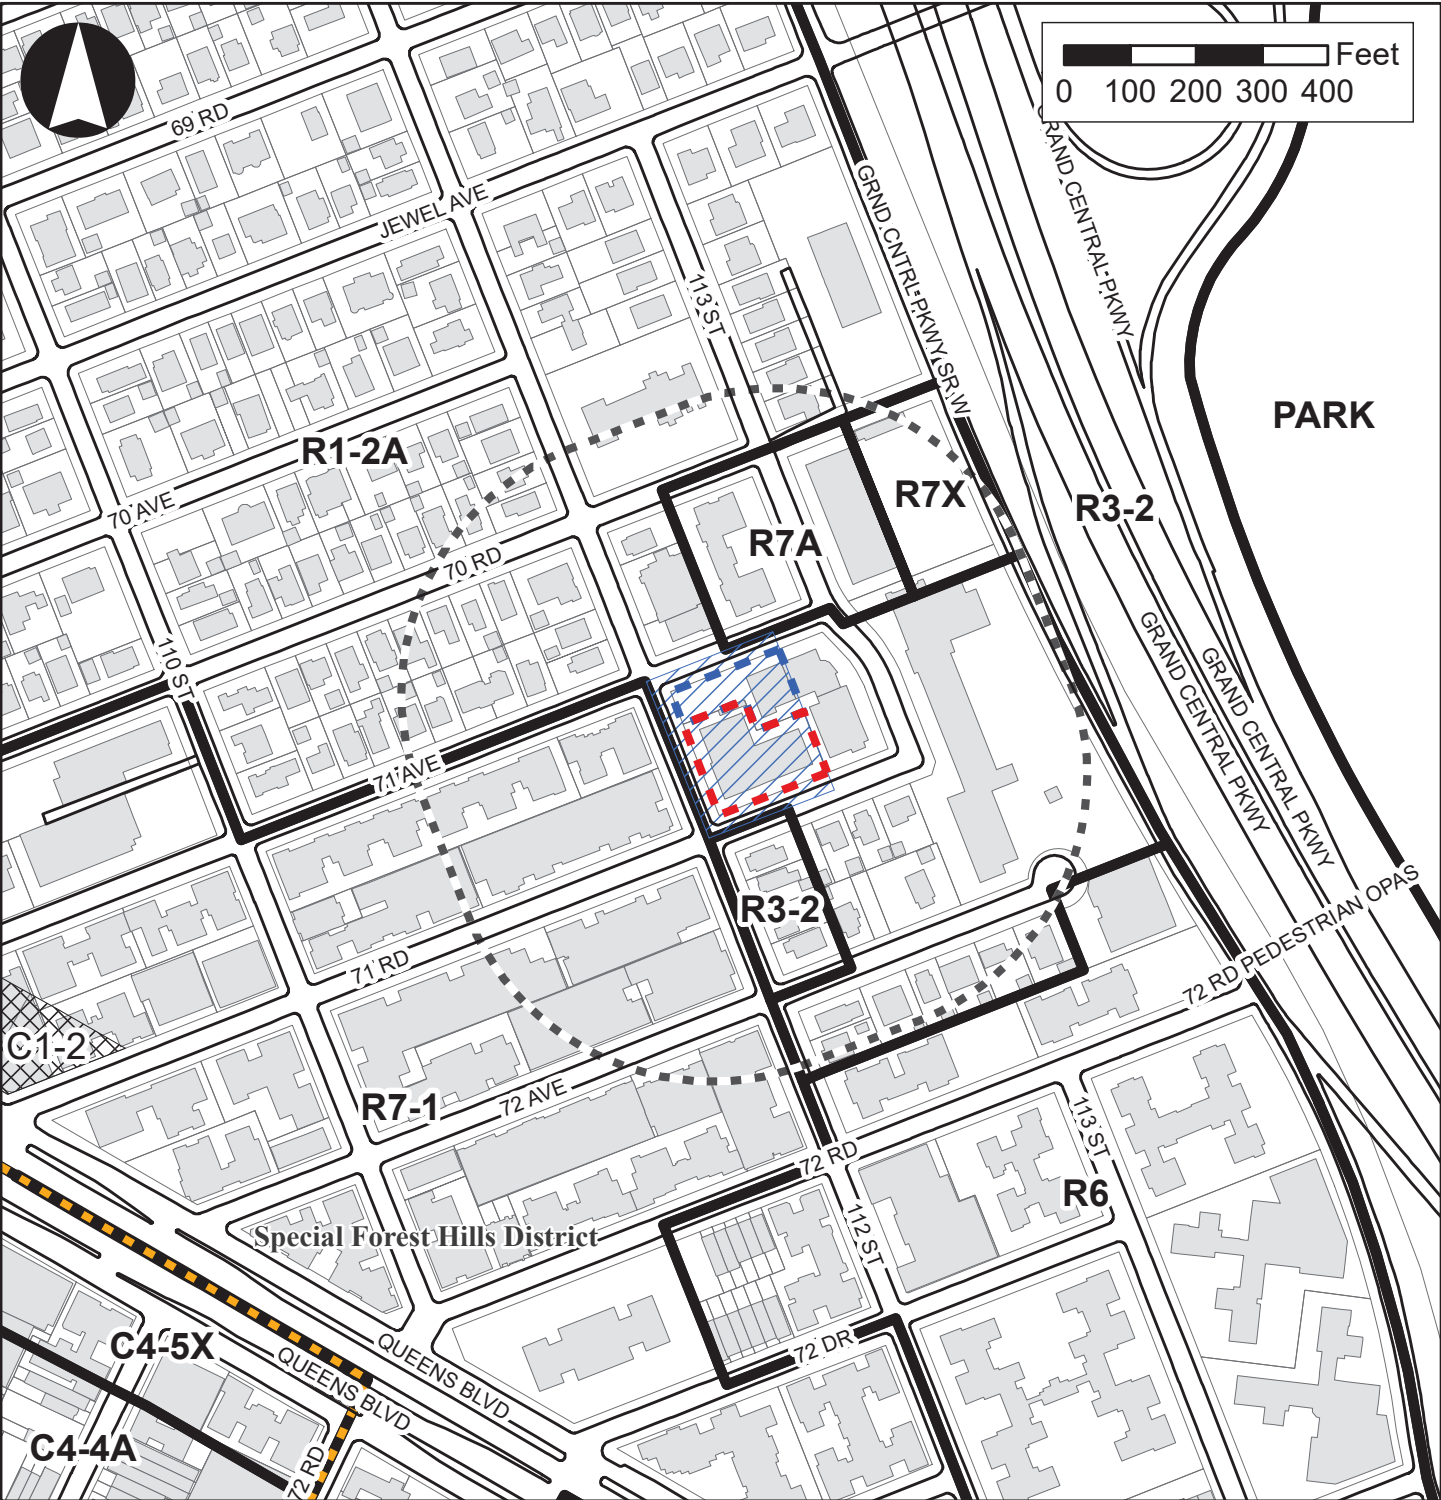 Feet
0 100 200 300 400
69 RD
JEWEL AVE
GRND CNTRL PKWY SR W
GRAND CENTRAL PKWY
113 ST
PARK
R1-2A
70 AVE
R7X
R3-2
R7A
70 RD
110 ST
GRAND CENTRAL PKWY
GRAND CENTRAL PKWY
71 AVE
R3-2
71 RD
72 RD PEDESTRIAN OPAS
C1-2
R7-1
72 AVE
113 ST
72 RD
R6
Special Forest Hills District
112 ST
C4-5X
QUEENS BLVD
QUEENS BLVD
72 DR
C4-4A
72 RD